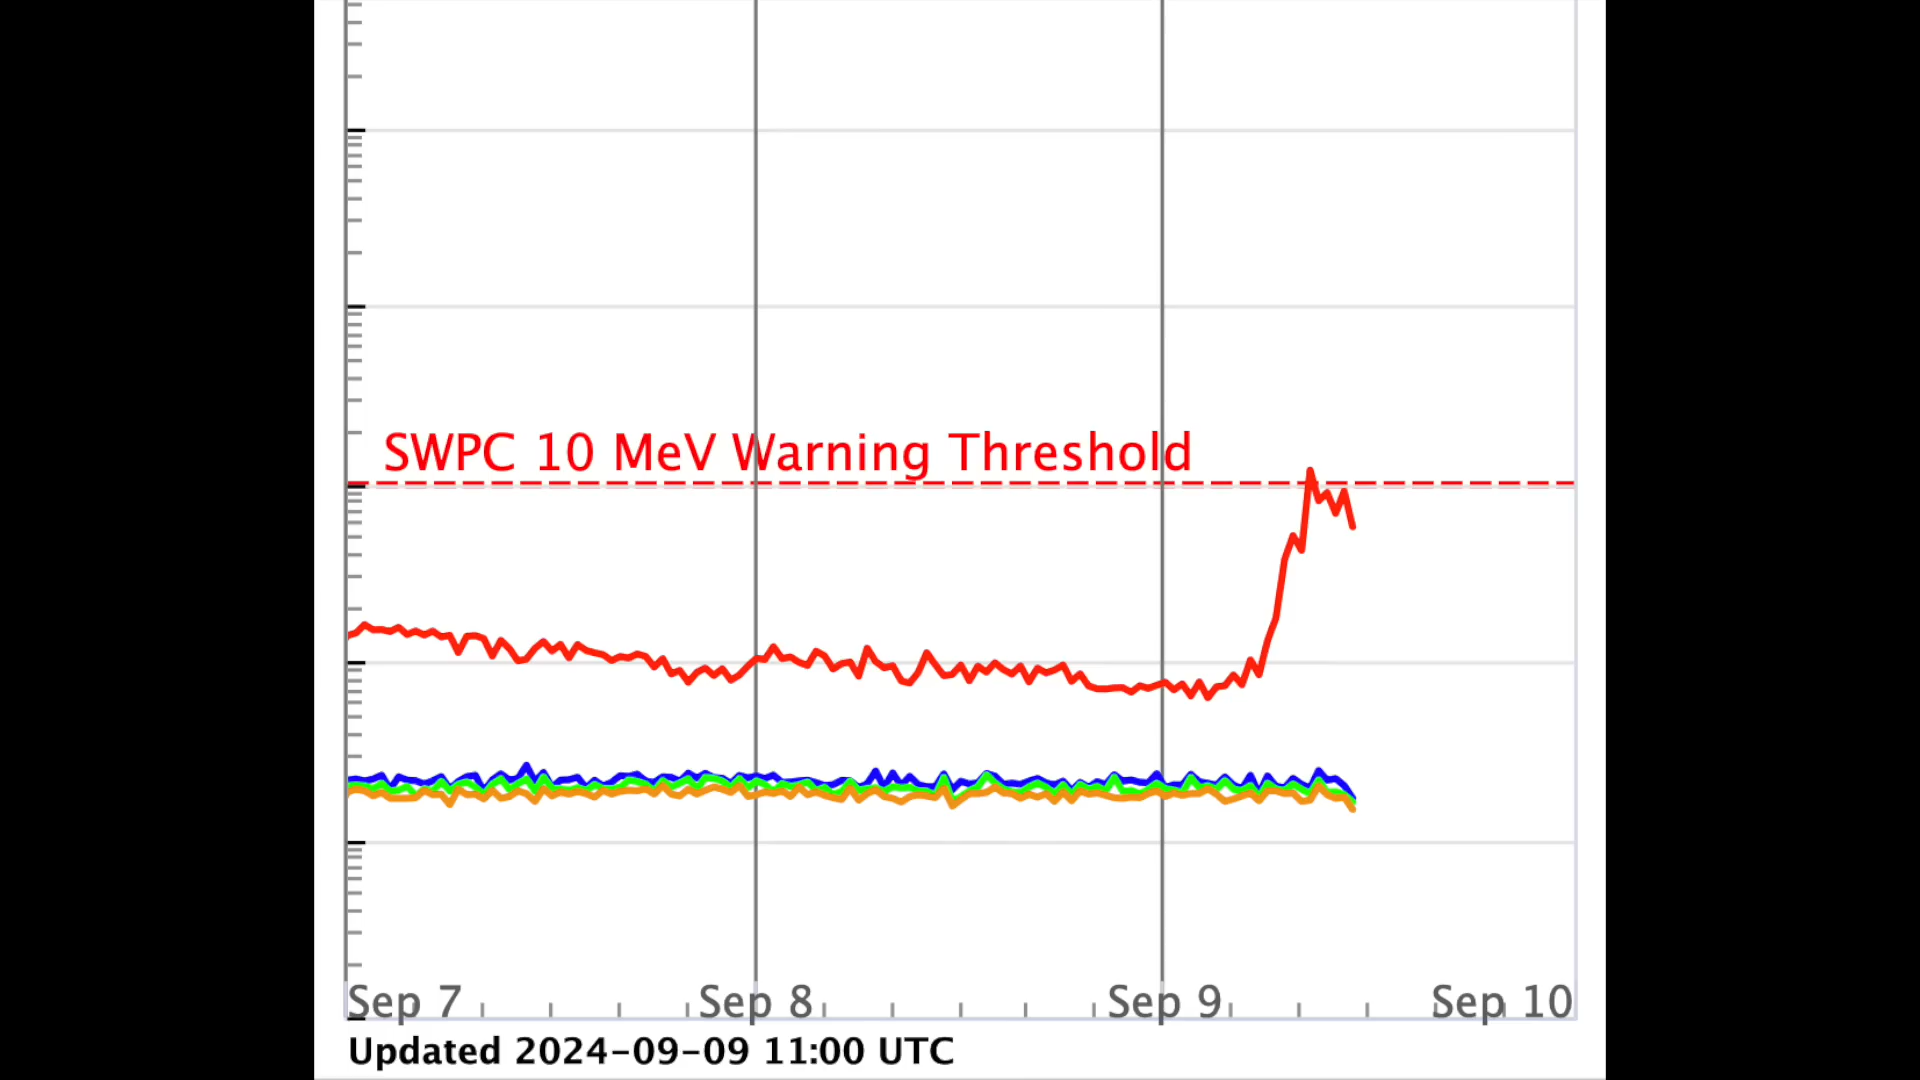 SWPC 10 MeV Warning Threshold
Sep 7 Sep 8 Sep 9 Sep 10
Updated 2024-09-09 11:00 UTC